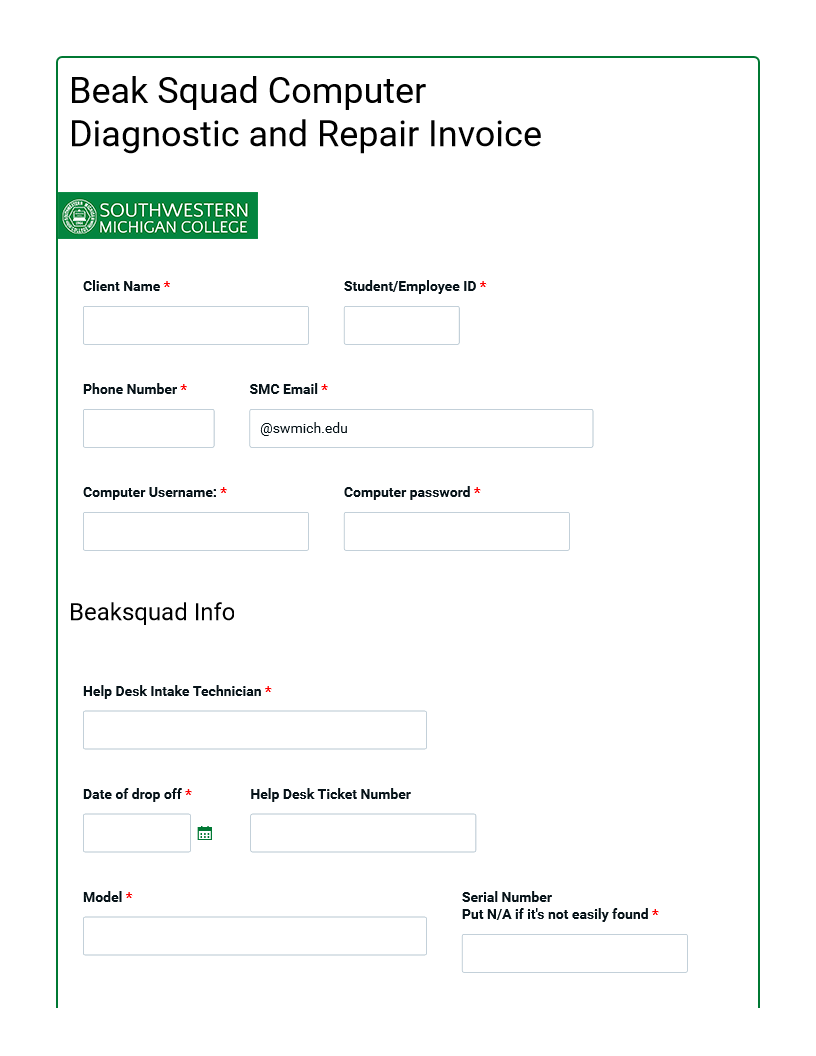 Beak Squad Computer
Diagnostic and Repair Invoice
SOUTHWESTERN
MICHIGAN COLLEGE
Client Name *
Student/Employee ID *
Phone Number *
SMC Email *
@swmich.edu
Computer Username: *
Computer password *
Beaksquad Info
Help Desk Intake Technician *
Date of drop off *
Help Desk Ticket Number
Model *
Serial Number
Put N/A if it's not easily found *